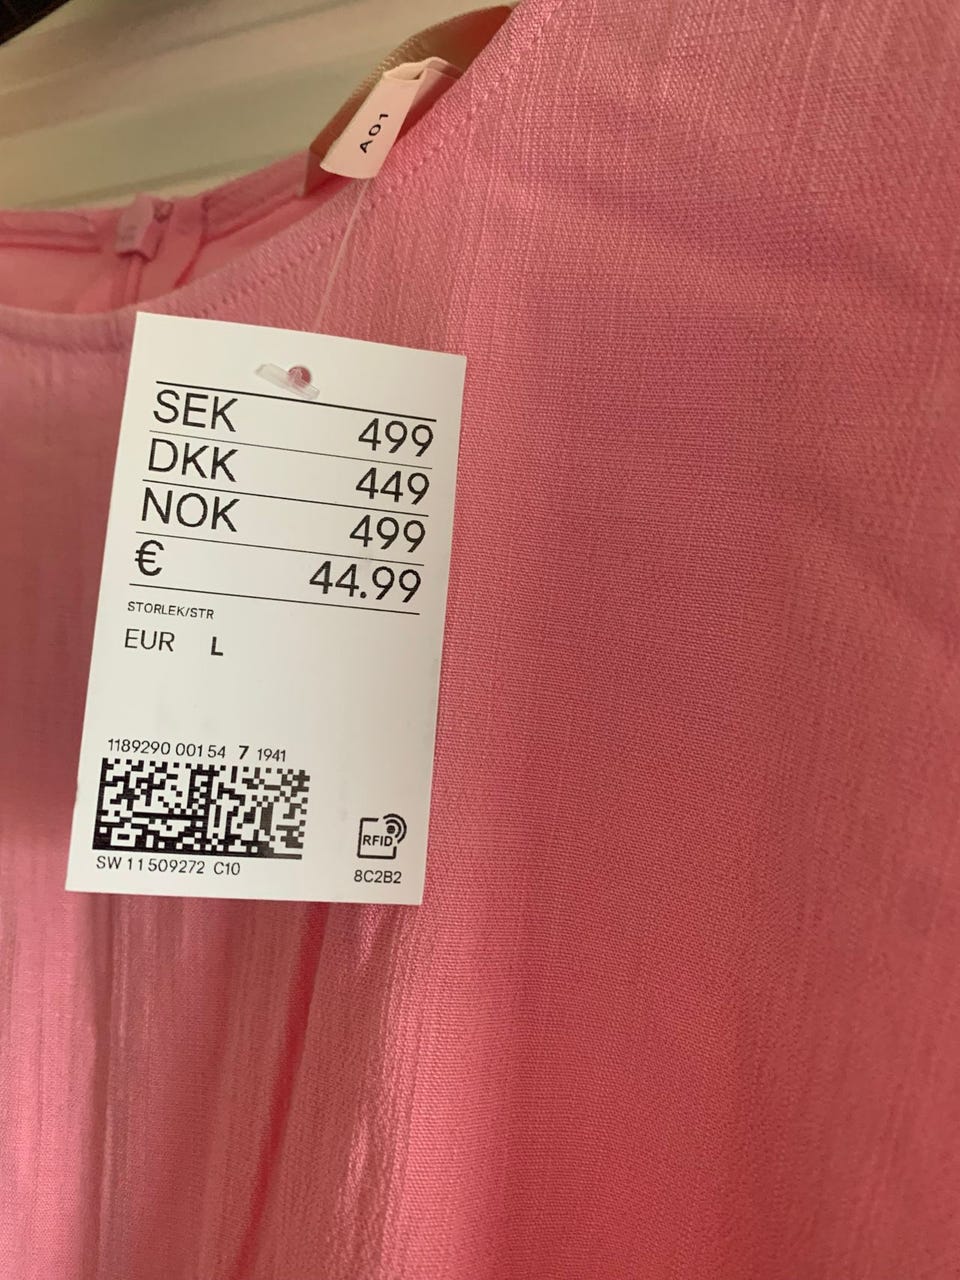 A01
SEK 499
DKK 449
NOK 499
€ 44.99
STORLEK/STR
EUR L
1189290 001 54 7 1941
SW 11 509272 C10
RFID
8C2B2